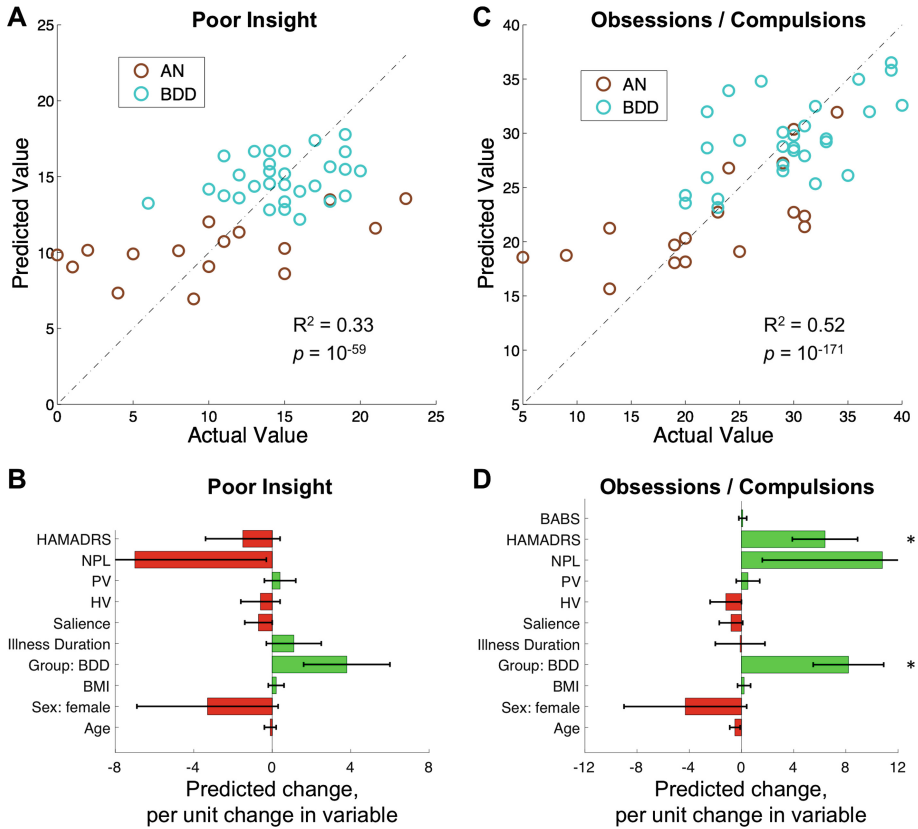 A
Poor Insight
25
20
15
10
5
0
Predicted Value
AN
BDD
R² = 0.33
p = 10⁻⁵⁹
0 5 10 15 20 25
Actual Value
C
Obsessions / Compulsions
40
35
30
25
20
15
10
5
Predicted Value
AN
BDD
R² = 0.52
p = 10⁻¹⁷¹
5 10 15 20 25 30 35 40
Actual Value
B
Poor Insight
HAMADRS
NPL
PV
HV
Salience
Illness Duration
Group: BDD
BMI
Sex: female
Age
-8 -4 0 4 8
Predicted change,
per unit change in variable
D
Obsessions / Compulsions
BABS
HAMADRS *
NPL
PV
HV
Salience
Illness Duration
Group: BDD *
BMI
Sex: female
Age
-12 -8 -4 0 4 8 12
Predicted change,
per unit change in variable